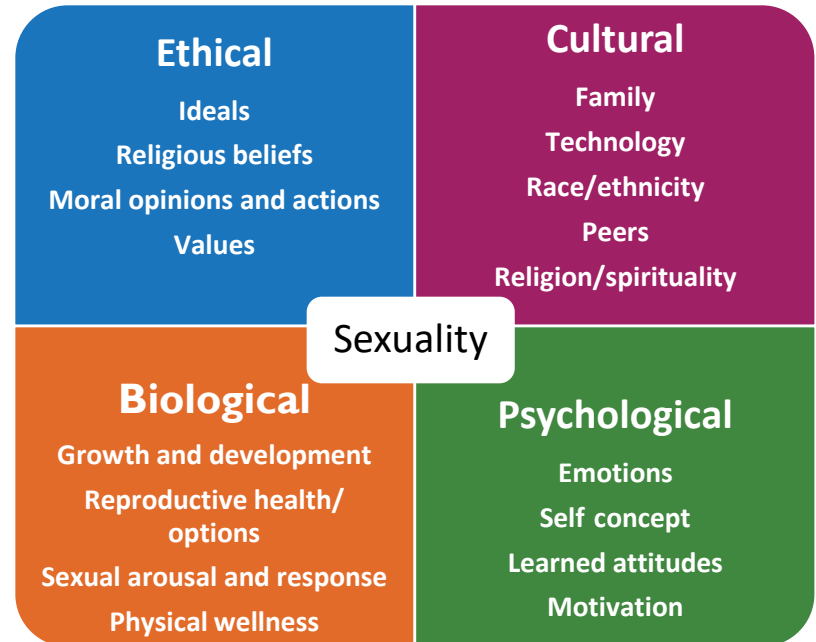 Ethical
Ideals
Religious beliefs
Moral opinions and actions
Values
Cultural
Family
Technology
Race/ethnicity
Peers
Religion/spirituality
Sexuality
Biological
Growth and development
Reproductive health/
options
Sexual arousal and response
Physical wellness
Psychological
Emotions
Self concept
Learned attitudes
Motivation